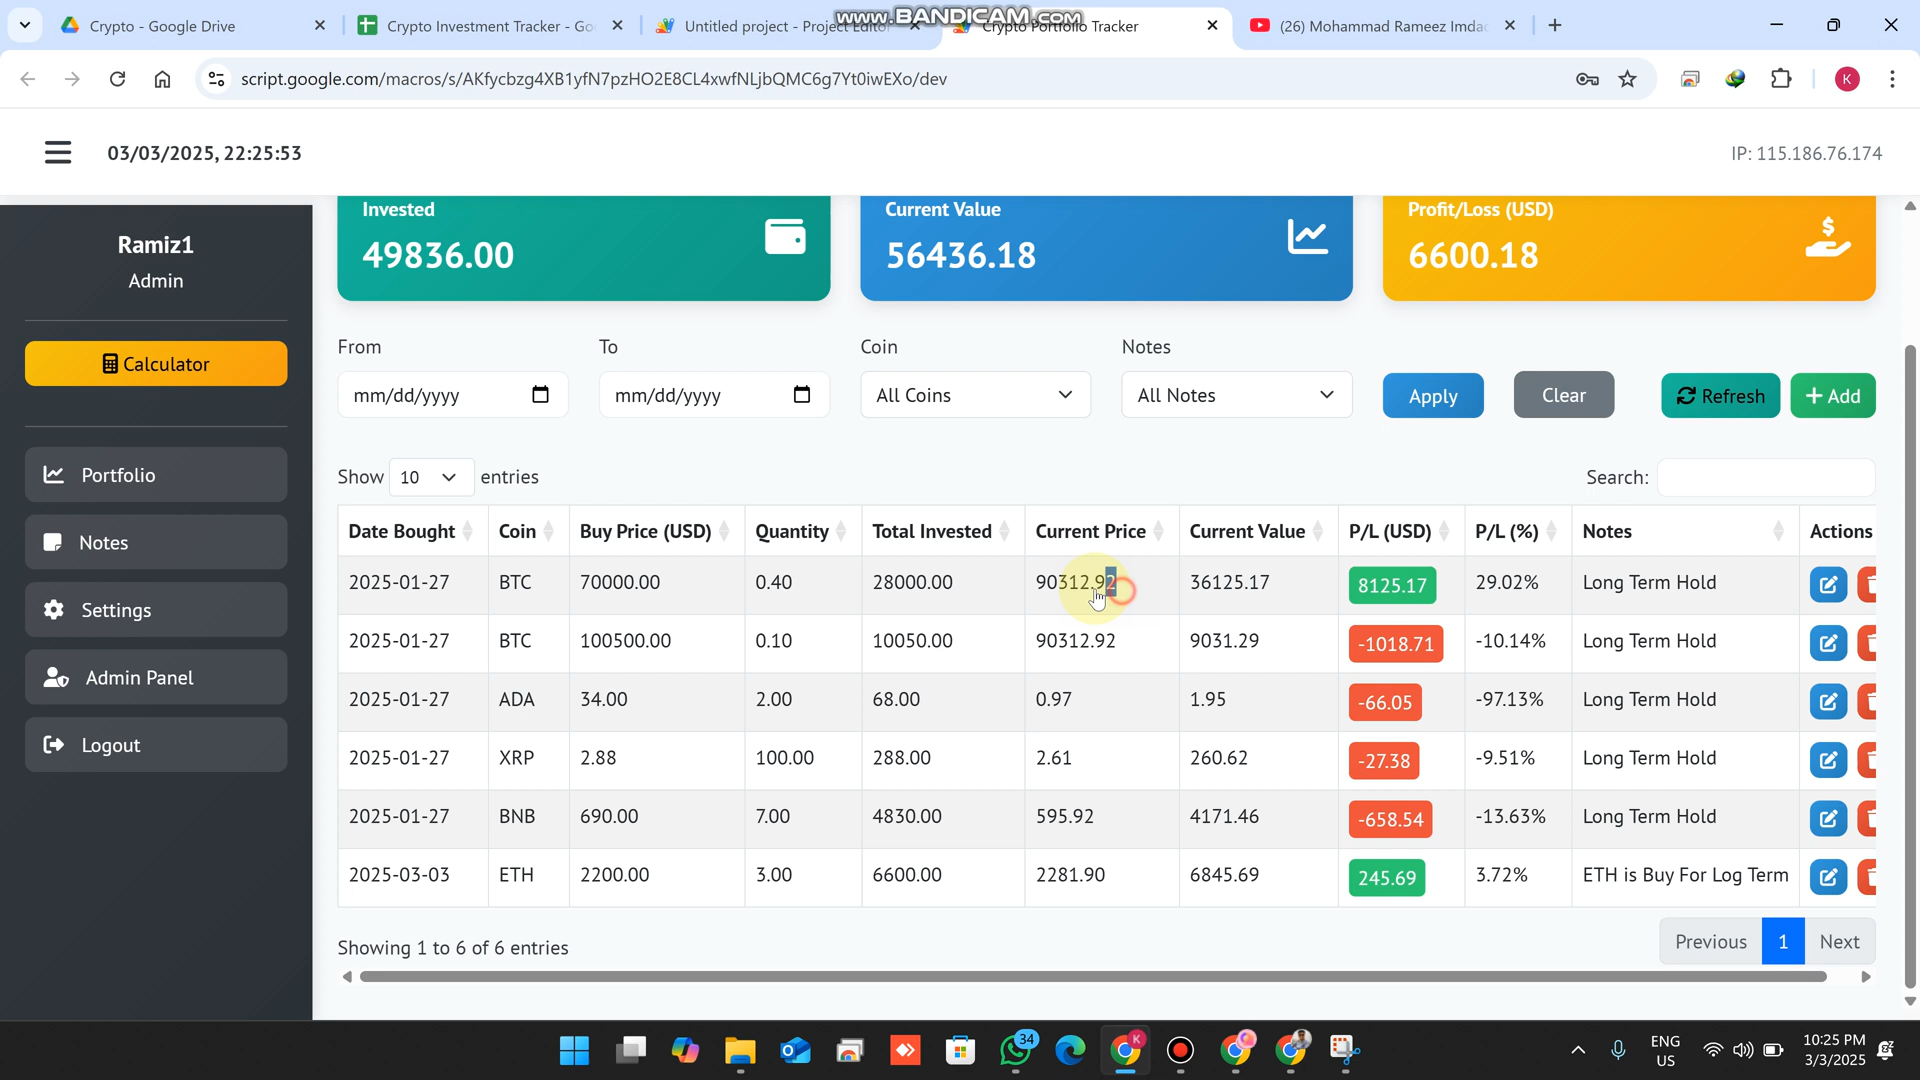 www.BANDICAM.com
Crypto - Google Drive
Crypto Investment Tracker - Go
Untitled project - Project Editor
Crypto Portfolio Tracker
(26) Mohammad Rameez Imdac
script.google.com/macros/s/AKfycbzg4XB1yfN7pzHO2E8CL4xwfNLjbQMC6g7Yt0iwEXo/dev
K
03/03/2025, 22:25:53
IP: 115.186.76.174
Ramiz1
Admin
Calculator
Portfolio
Notes
Settings
Admin Panel
Logout
Invested
49836.00
Current Value
56436.18
Profit/Loss (USD)
6600.18
From To Coin Notes
mm/dd/yyyy mm/dd/yyyy All Coins All Notes Apply Clear Refresh Add
Show 10 entries Search:
Date Bought Coin Buy Price (USD) Quantity Total Invested Current Price Current Value P/L (USD) P/L (%) Notes Actions
2025-01-27 BTC 70000.00 0.40 28000.00 90312.92 36125.17 8125.17 29.02% Long Term Hold
2025-01-27 BTC 100500.00 0.10 10050.00 90312.92 9031.29 -1018.71 -10.14% Long Term Hold
2025-01-27 ADA 34.00 2.00 68.00 0.97 1.95 -66.05 -97.13% Long Term Hold
2025-01-27 XRP 2.88 100.00 288.00 2.61 260.62 -27.38 -9.51% Long Term Hold
2025-01-27 BNB 690.00 7.00 4830.00 595.92 4171.46 -658.54 -13.63% Long Term Hold
2025-03-03 ETH 2200.00 3.00 6600.00 2281.90 6845.69 245.69 3.72% ETH is Buy For Log Term
Showing 1 to 6 of 6 entries
Previous 1 Next
34
K
ENG
US
10:25 PM
3/3/2025